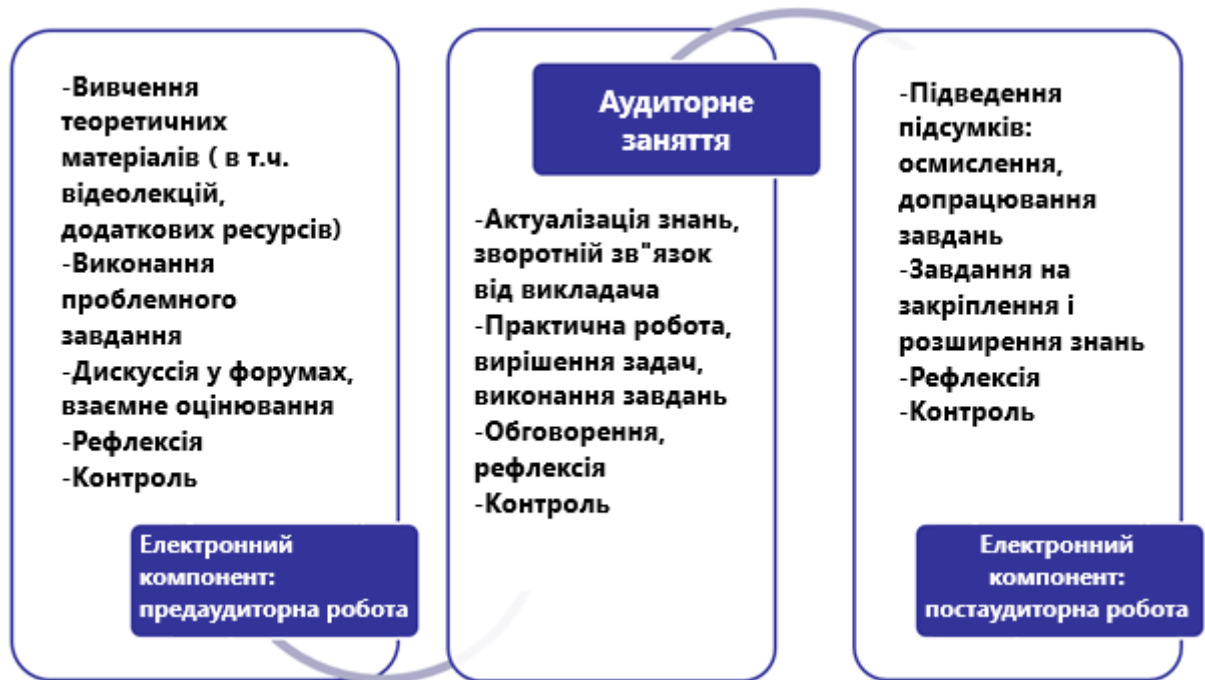 -Вивчення
теоретичних
матеріалів ( в т.ч.
відеолекцій,
додаткових ресурсів)
-Виконання
проблемного
завдання
-Дискуссія у форумах,
взаємне оцінювання
-Рефлексія
-Контроль
Електронний
компонент:
предаудиторна робота
Аудиторне
заняття
-Актуалізація знань,
зворотній зв"язок
від викладача
-Практична робота,
вирішення задач,
виконання завдань
-Обговорення,
рефлексія
-Контроль
-Підведення
підсумків:
осмислення,
допрацювання
завдань
-Завдання на
закріплення і
розширення знань
-Рефлексія
-Контроль
Електронний
компонент:
постаудиторна робота